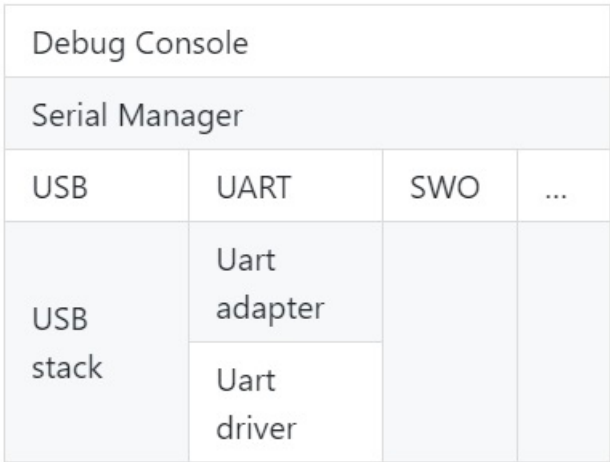 Debug Console
Serial Manager
USB UART SWO ...
Uart
adapter
USB
stack
Uart
driver